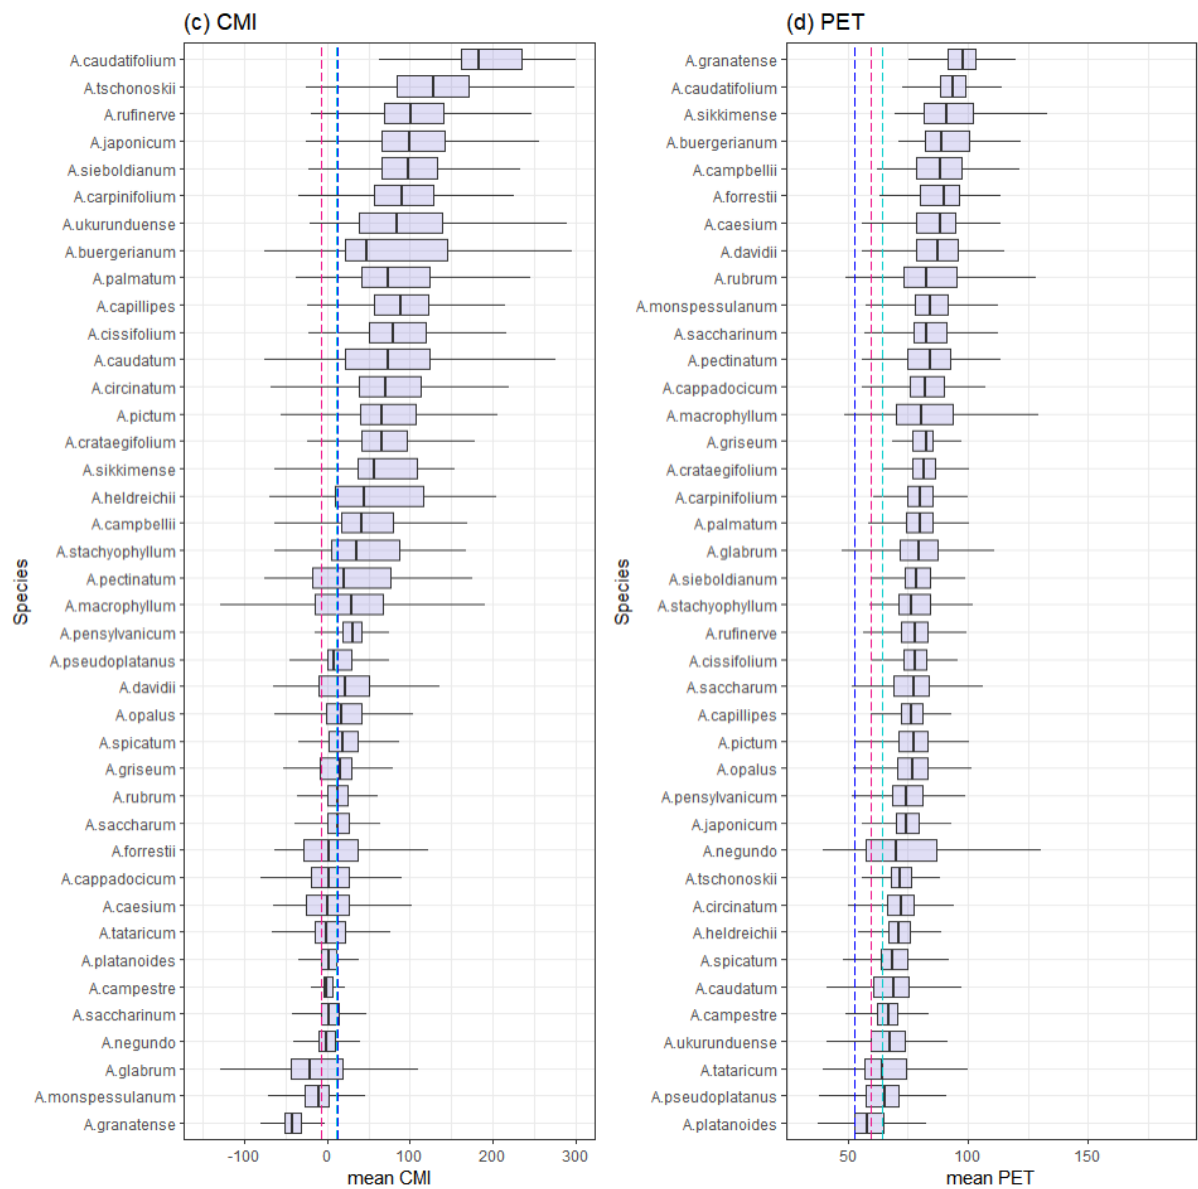 (c) CMI
Species
A.caudatifolium
A.tschonoskii
A.rufinerve
A.japonicum
A.sieboldianum
A.carpinifolium
A.ukurunduense
A.buergerianum
A.palmatum
A.capillipes
A.cissifolium
A.caudatum
A.circinatum
A.pictum
A.crataegifolium
A.sikkimense
A.heldreichii
A.campbellii
A.stachyophyllum
A.pectinatum
A.macrophyllum
A.pensylvanicum
A.pseudoplatanus
A.davidii
A.opalus
A.spicatum
A.griseum
A.rubrum
A.saccharum
A.forrestii
A.cappadocicum
A.caesium
A.tataricum
A.platanoides
A.campestre
A.saccharinum
A.negundo
A.glabrum
A.monspessulanum
A.granatense
-100 0 100 200 300
mean CMI
(d) PET
Species
A.granatense
A.caudatifolium
A.sikkimense
A.buergerianum
A.campbellii
A.forrestii
A.caesium
A.davidii
A.rubrum
A.monspessulanum
A.saccharinum
A.pectinatum
A.cappadocicum
A.macrophyllum
A.griseum
A.crataegifolium
A.carpinifolium
A.palmatum
A.glabrum
A.sieboldianum
A.stachyophyllum
A.rufinerve
A.cissifolium
A.saccharum
A.capillipes
A.pictum
A.opalus
A.pensylvanicum
A.japonicum
A.negundo
A.tschonoskii
A.circinatum
A.heldreichii
A.spicatum
A.caudatum
A.campestre
A.ukurunduense
A.tataricum
A.pseudoplatanus
A.platanoides
50 100 150
mean PET